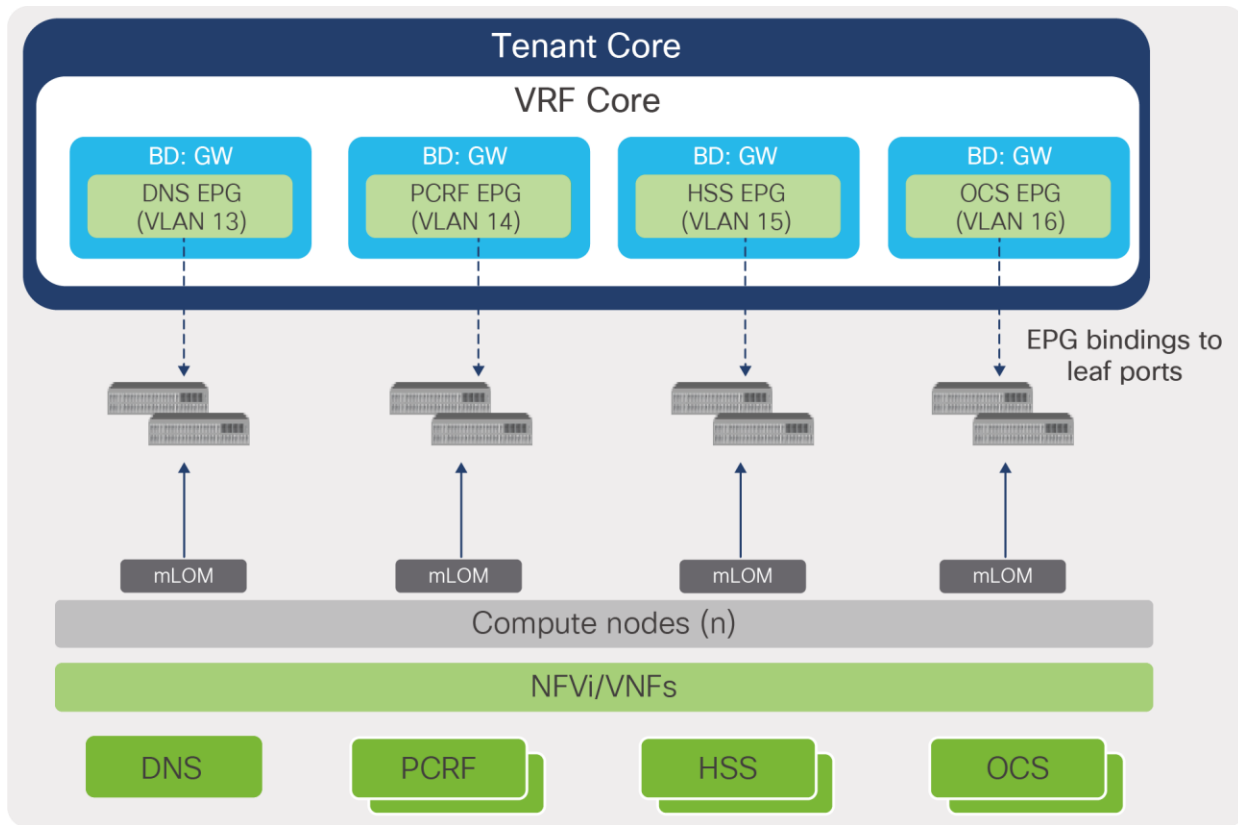 Tenant Core
VRF Core
BD: GW
DNS EPG
(VLAN 13)
BD: GW
PCRF EPG
(VLAN 14)
BD: GW
HSS EPG
(VLAN 15)
BD: GW
OCS EPG
(VLAN 16)
EPG bindings to
leaf ports
mLOM
mLOM
mLOM
mLOM
Compute nodes (n)
NFVi/VNFs
DNS
PCRF
HSS
OCS